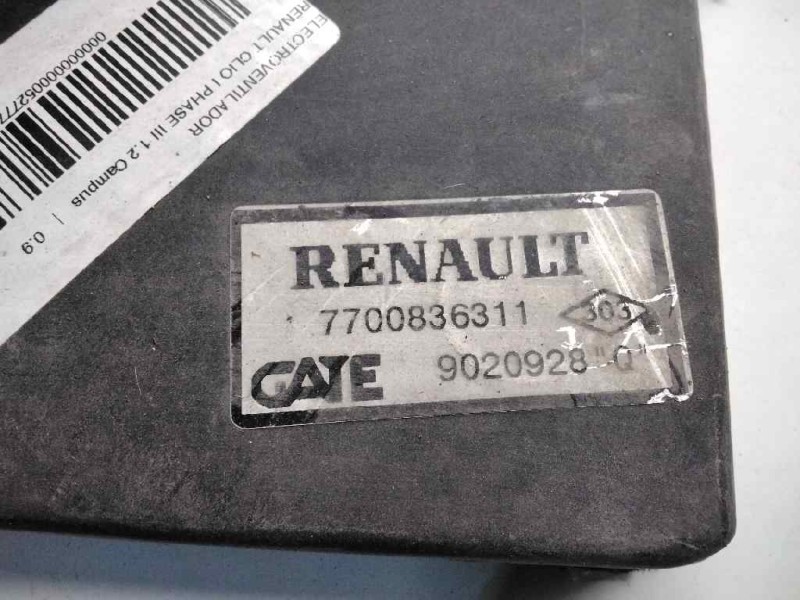 ELECTROVENTILADOR
RENAULT CLIO I PHASE III 1.2 Campus | 0.9
RENAULT
7700836311 303
GATE 9020928 "Q"